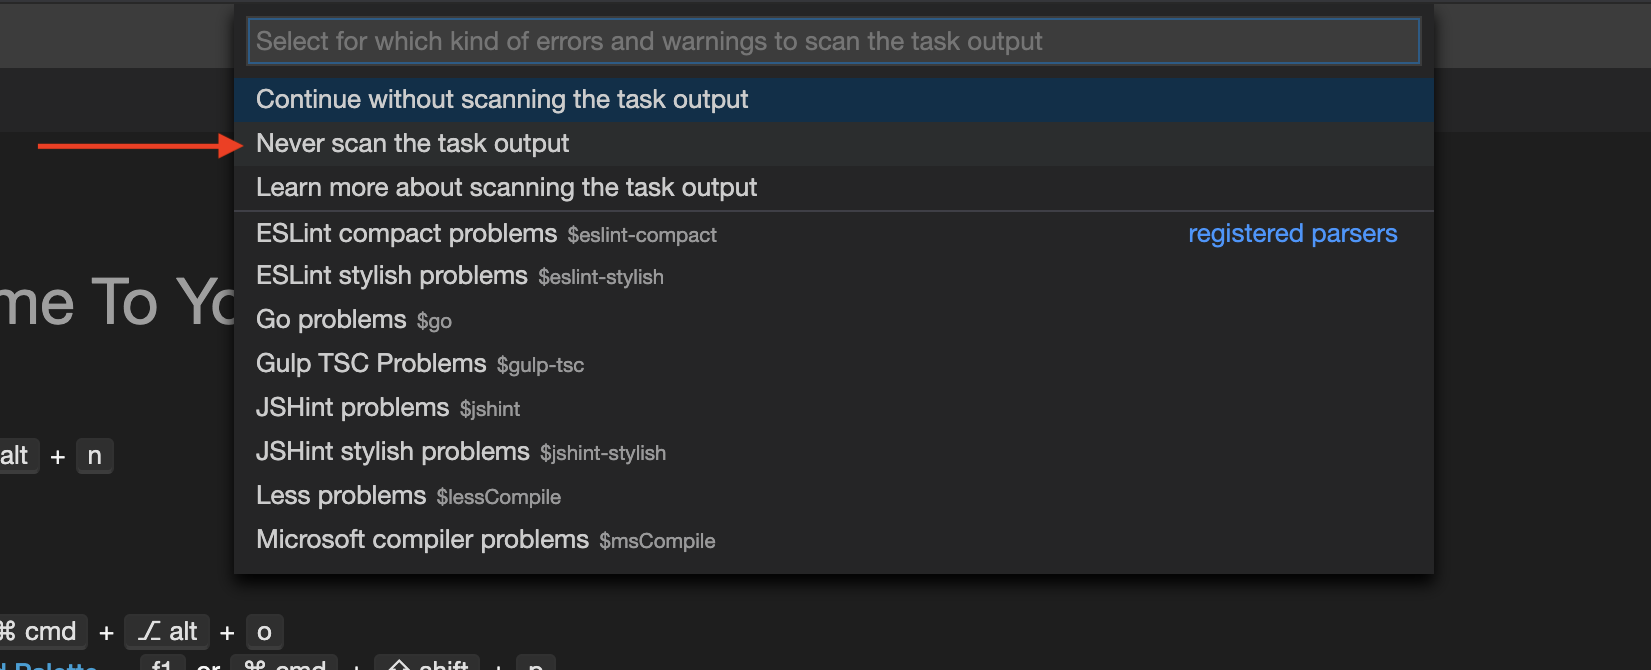 Select for which kind of errors and warnings to scan the task output
Continue without scanning the task output
Never scan the task output
Learn more about scanning the task output
ESLint compact problems $eslint-compact registered parsers
ESLint stylish problems $eslint-stylish
me To Yo
Go problems $go
Gulp TSC Problems $gulp-tsc
JSHint problems $jshint
JSHint stylish problems $jshint-stylish
alt + n
Less problems $lessCompile
Microsoft compiler problems $msCompile
⌘ cmd + ⌥ alt + o
d Palette f1 or ⌘ cmd + ⇧ shift + p